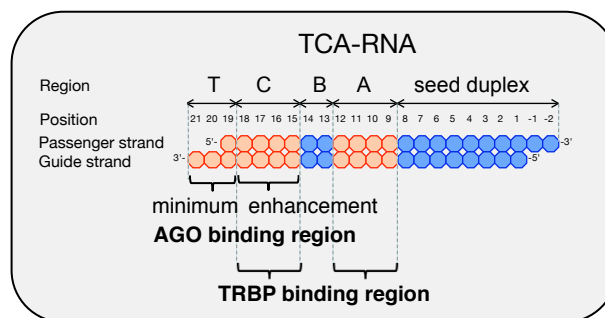 TCA-RNA
Region T C B A seed duplex
Position 21 20 19 18 17 16 15 14 13 12 11 10 9 8 7 6 5 4 3 2 1 -1 -2
Passenger strand 5'- -3'
Guide strand 3'- -5'
minimum enhancement
AGO binding region
TRBP binding region